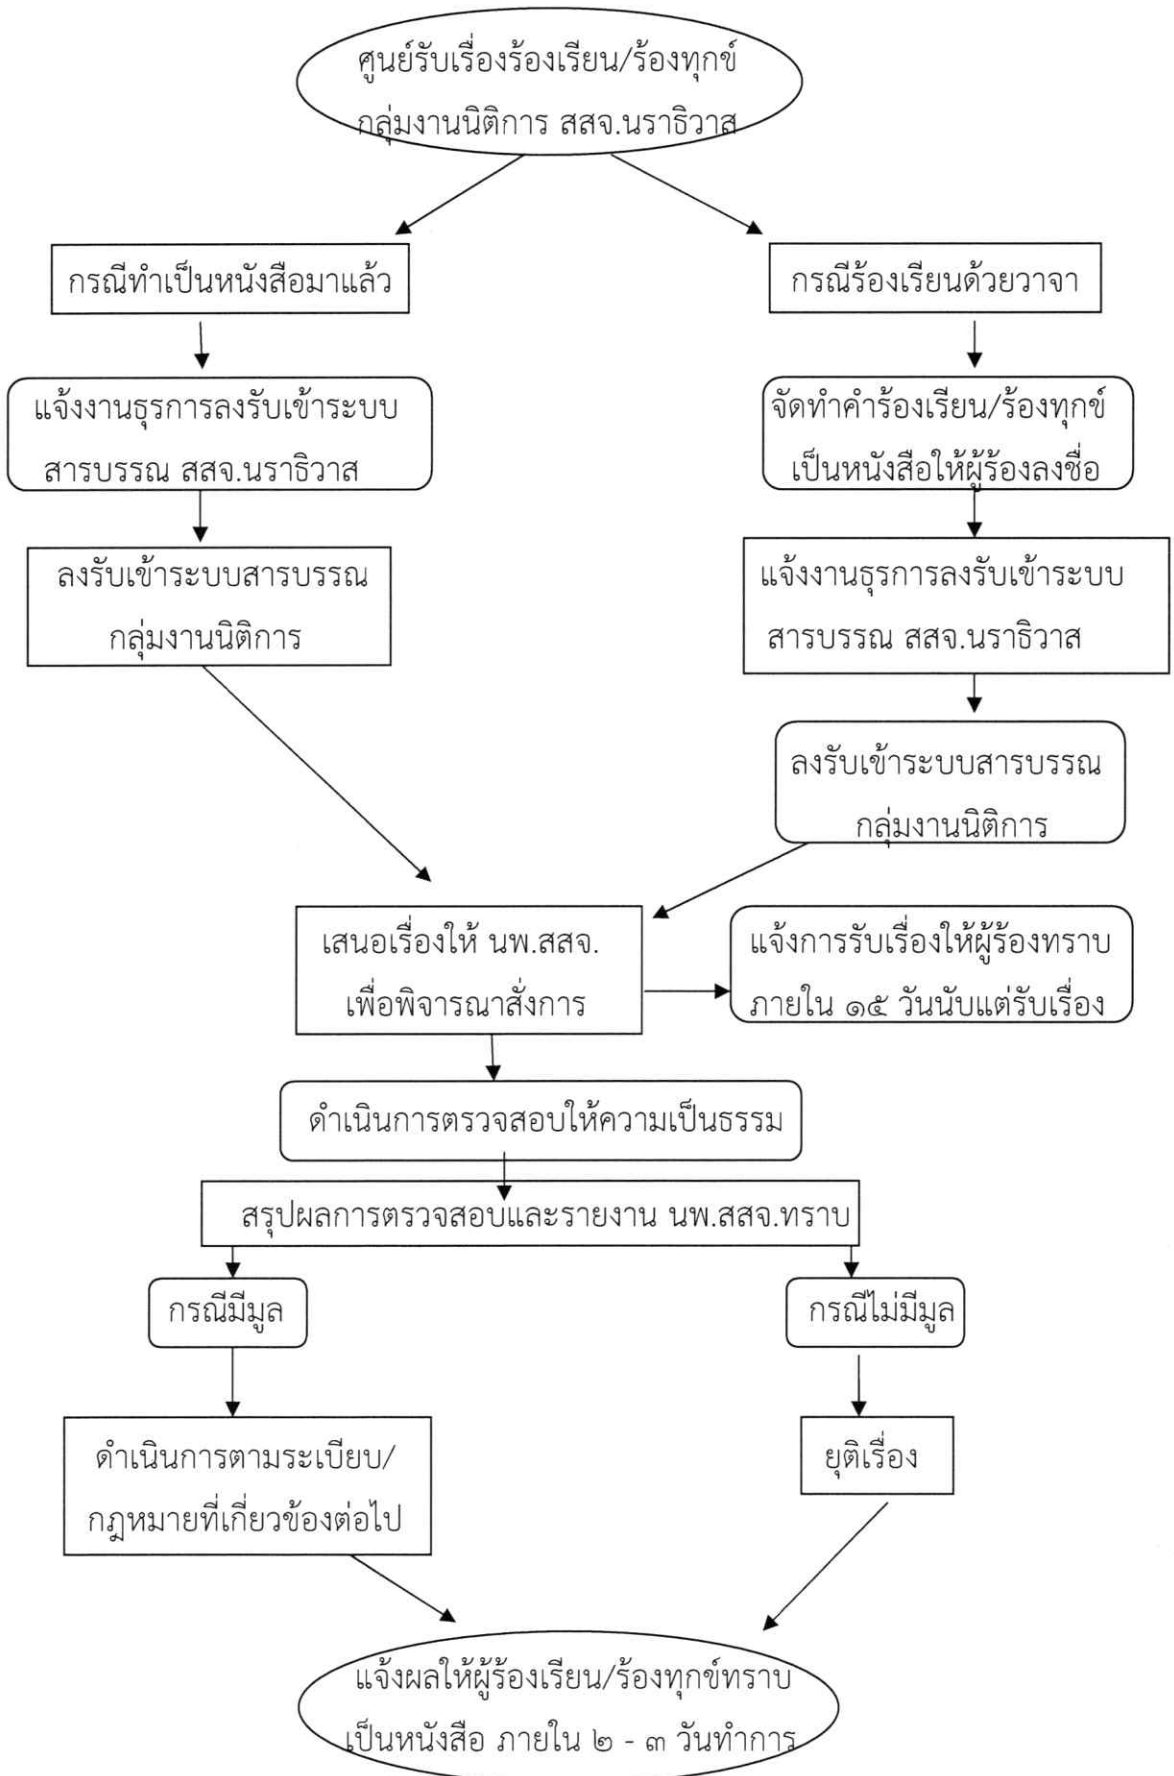 ศูนย์รับเรื่องร้องเรียน/ร้องทุกข์
กลุ่มงานนิติการ สสจ.นราธิวาส
กรณีทำเป็นหนังสือมาแล้ว
กรณีร้องเรียนด้วยวาจา
แจ้งงานธุรการลงรับเข้าระบบ
สารบรรณ สสจ.นราธิวาส
จัดทำคำร้องเรียน/ร้องทุกข์
เป็นหนังสือให้ผู้ร้องลงชื่อ
ลงรับเข้าระบบสารบรรณ
กลุ่มงานนิติการ
แจ้งงานธุรการลงรับเข้าระบบ
สารบรรณ สสจ.นราธิวาส
ลงรับเข้าระบบสารบรรณ
กลุ่มงานนิติการ
เสนอเรื่องให้ นพ.สสจ.
เพื่อพิจารณาสั่งการ
แจ้งการรับเรื่องให้ผู้ร้องทราบ
ภายใน ๑๕ วันนับแต่รับเรื่อง
ดำเนินการตรวจสอบให้ความเป็นธรรม
สรุปผลการตรวจสอบและรายงาน นพ.สสจ.ทราบ
กรณีมีมูล
กรณีไม่มีมูล
ดำเนินการตามระเบียบ/
กฎหมายที่เกี่ยวข้องต่อไป
ยุติเรื่อง
แจ้งผลให้ผู้ร้องเรียน/ร้องทุกข์ทราบ
เป็นหนังสือ ภายใน ๒ - ๓ วันทำการ